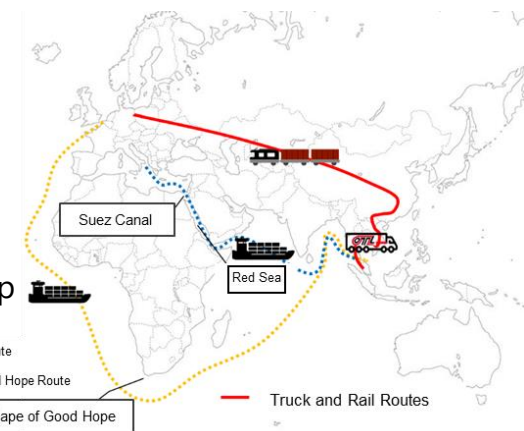 Suez Canal
Red Sea
p
te
Hope Route
ape of Good Hope
Truck and Rail Routes